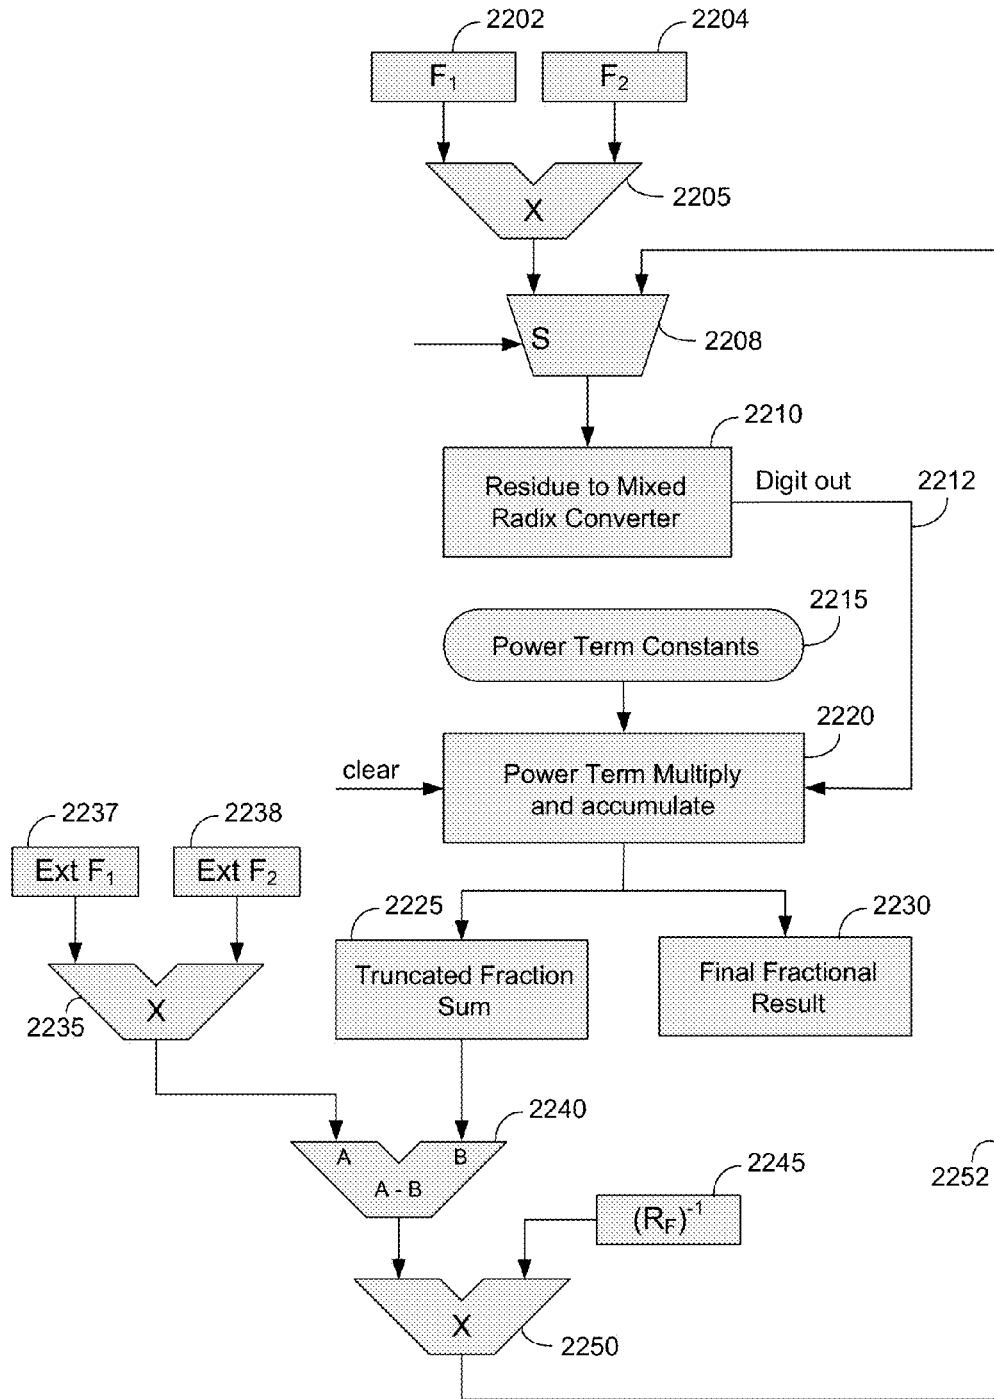 2202
2204
F₁
F₂
X
2205
S
2208
2210
Residue to Mixed
Radix Converter
Digit out
2212
2215
Power Term Constants
2220
clear
Power Term Multiply
and accumulate
2237
2238
Ext F₁
Ext F₂
2225
2230
Truncated Fraction
Sum
Final Fractional
Result
X
2235
2240
A
B
A - B
2245
2252
(R_F)⁻¹
X
2250